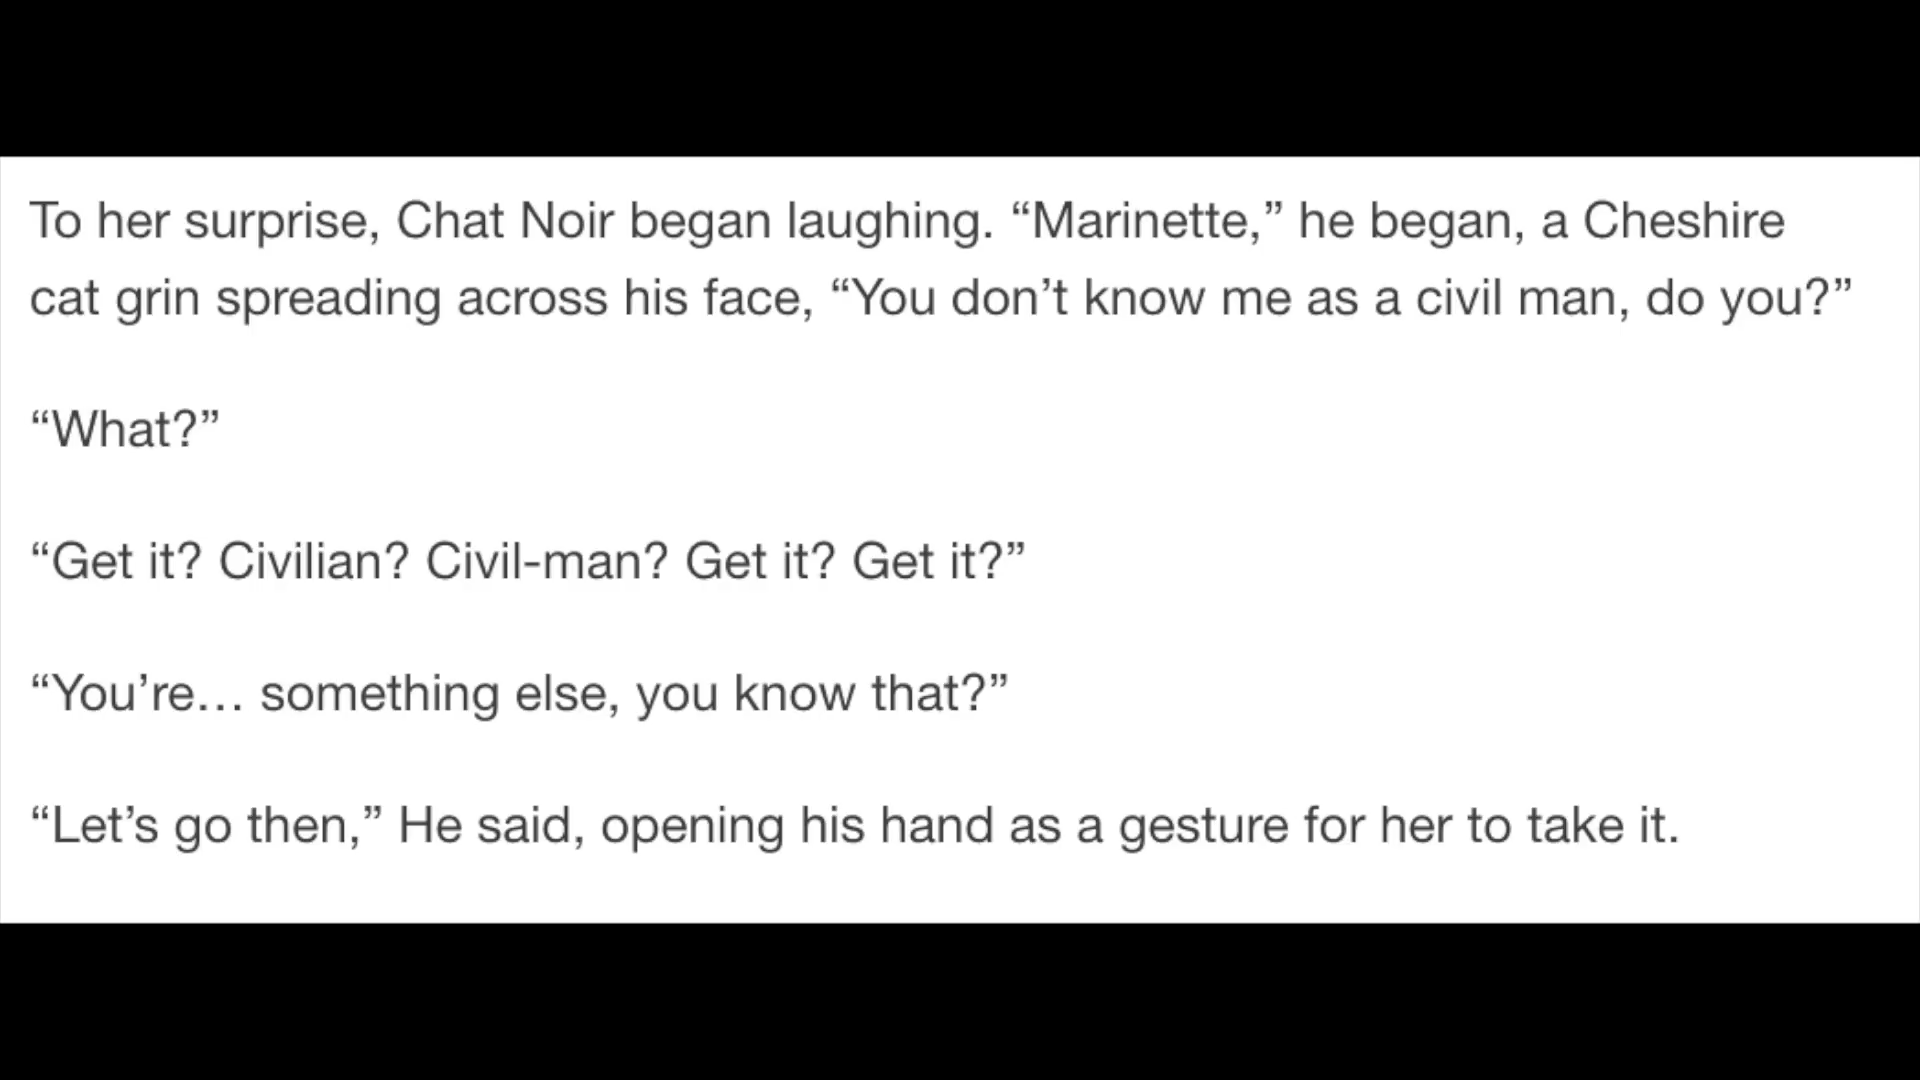 To her surprise, Chat Noir began laughing. “Marinette,” he began, a Cheshire
cat grin spreading across his face, “You don’t know me as a civil man, do you?”
“What?”
“Get it? Civilian? Civil-man? Get it? Get it?”
“You’re… something else, you know that?”
“Let’s go then,” He said, opening his hand as a gesture for her to take it.